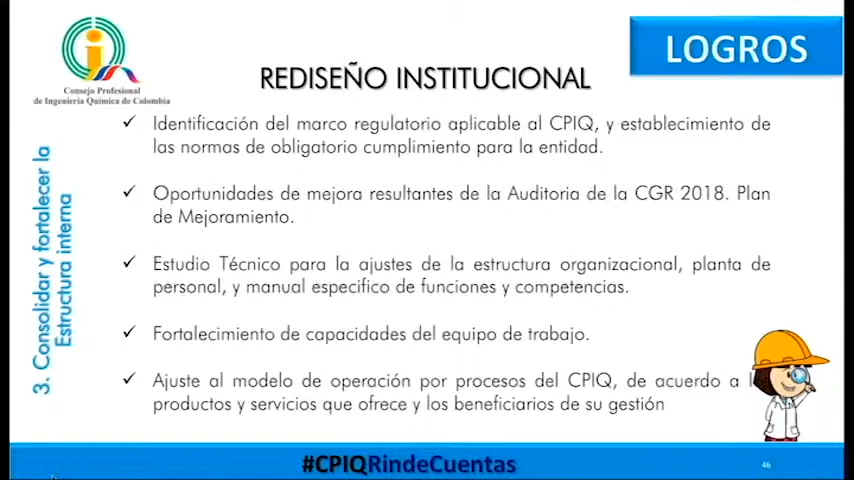 Consejo Profesional
de Ingeniería Química de Colombia
LOGROS
REDISEÑO INSTITUCIONAL
3. Consolidar y fortalecer la
Estructura interna
✓ Identificación del marco regulatorio aplicable al CPIQ, y establecimiento de
las normas de obligatorio cumplimiento para la entidad.
✓ Oportunidades de mejora resultantes de la Auditoria de la CGR 2018. Plan
de Mejoramiento.
✓ Estudio Técnico para la ajustes de la estructura organizacional, planta de
personal, y manual especifico de funciones y competencias.
✓ Fortalecimiento de capacidades del equipo de trabajo.
✓ Ajuste al modelo de operación por procesos del CPIQ, de acuerdo a
productos y servicios que ofrece y los beneficiarios de su gestión
#CPIQRindeCuentas
46